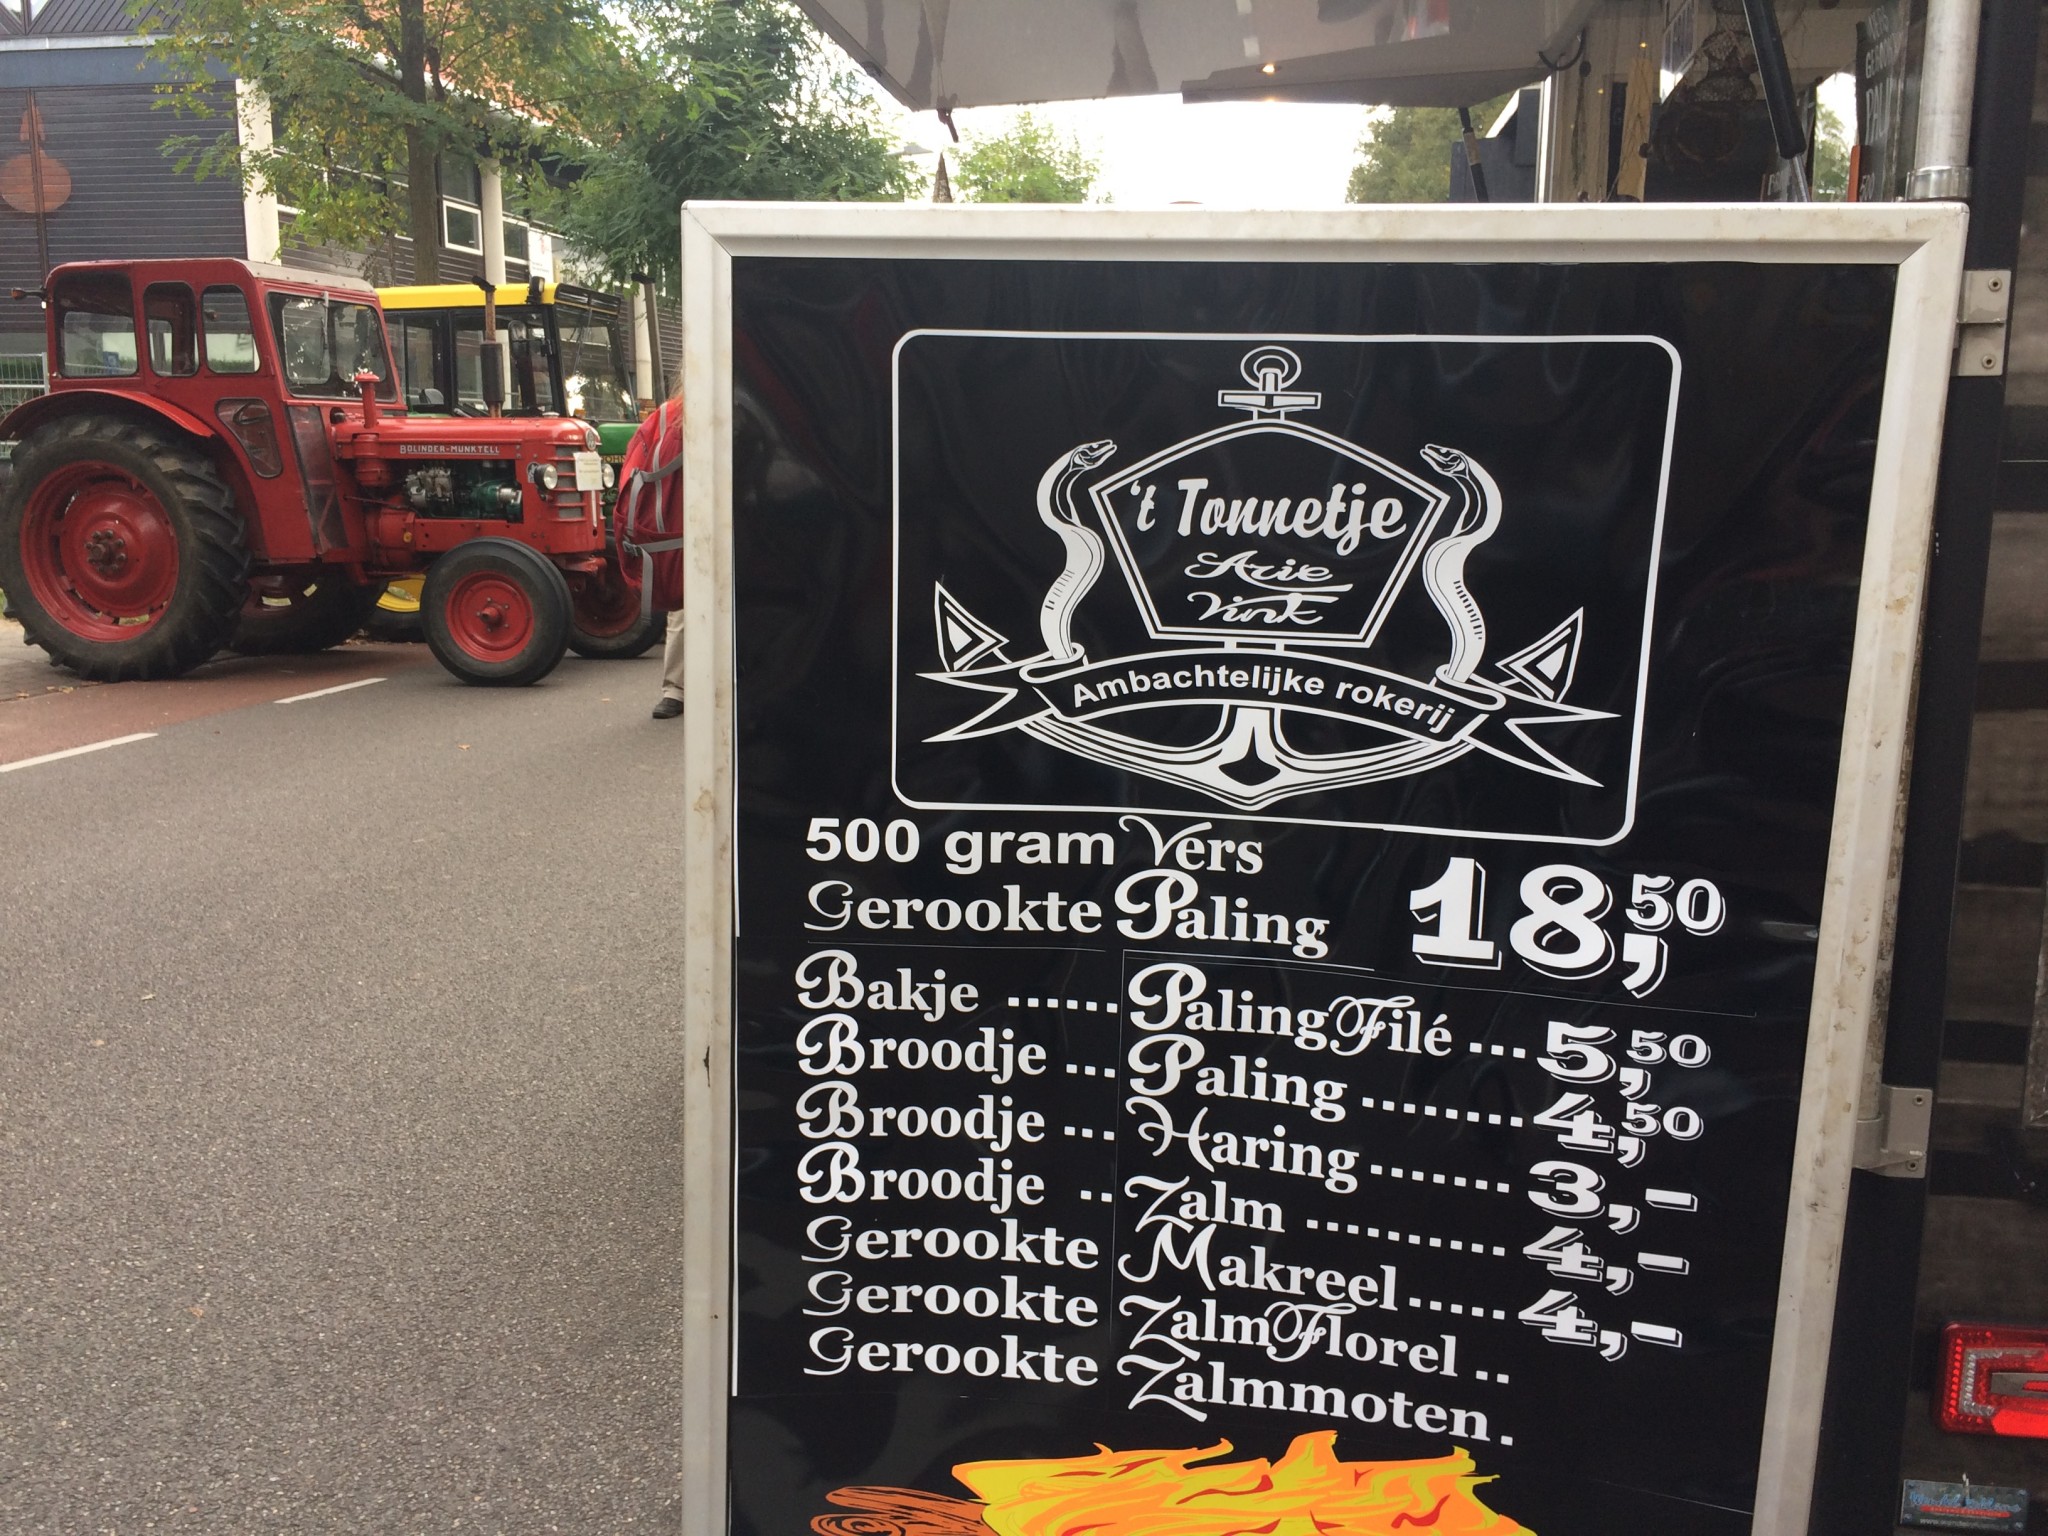 BOLINDER-MUNKTELL
't Tonnetje
Arie
Vink
Ambachtelijke rokerij
500 gram Vers
Gerookte Paling 18,50
Bakje ...... Paling Filé ... 5,50
Broodje ... Paling ........ 4,50
Broodje ... Haring ....... 3,-
Broodje .. Zalm .......... 4,-
Gerookte Makreel ..... 4,-
Gerookte Zalm Florel ..
Gerookte Zalmmoten .